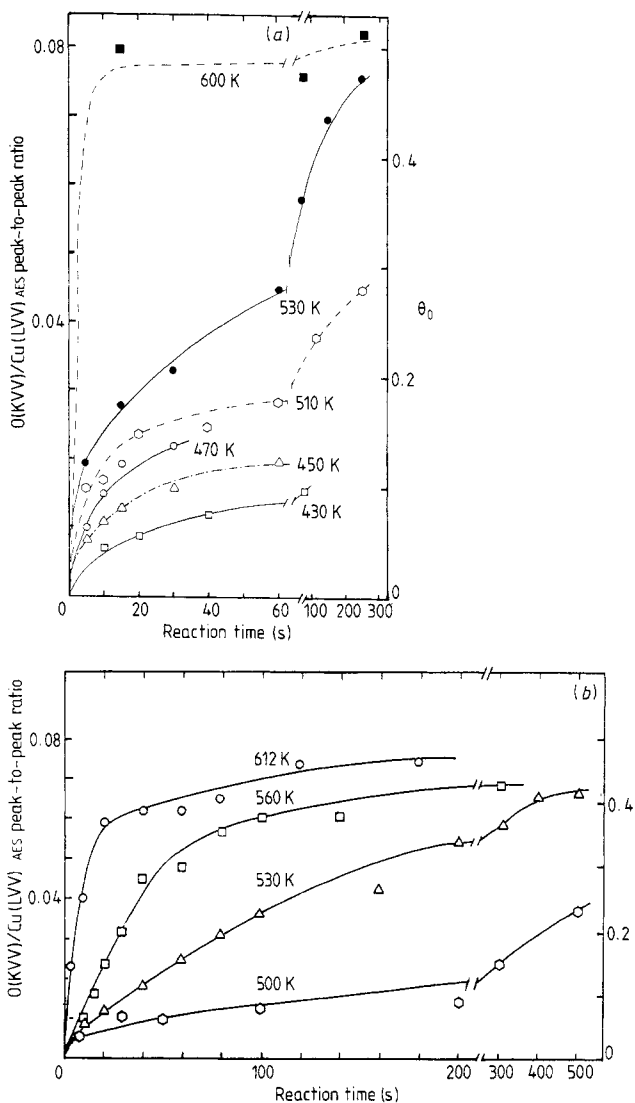 (a)
0.08
0.04
0
O(KVV)/Cu(LVV) AES peak-to-peak ratio
600 K
530 K
510 K
470 K
450 K
430 K
0.4
0.2
0
θ0
0 20 40 60 100 200 300
Reaction time (s)
(b)
0.08
0.04
0
O(KVV)/Cu(LVV) AES peak-to-peak ratio
612 K
560 K
530 K
500 K
0.4
0.2
0
0 100 200 300 400 500
Reaction time (s)